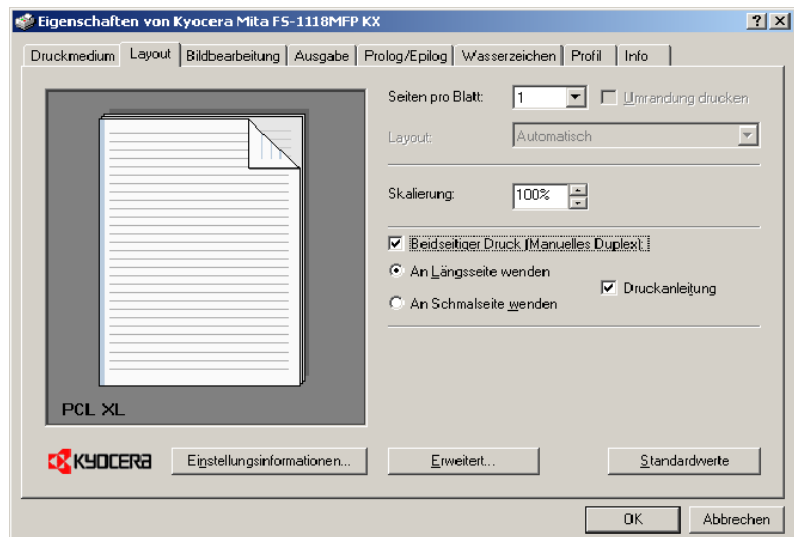 Eigenschaften von Kyocera Mita FS-1118MFP KX
Druckmedium Layout Bildbearbeitung Ausgabe Prolog/Epilog Wasserzeichen Profil Info
Seiten pro Blatt: 1 Umrandung drucken
Layout: Automatisch
Skalierung: 100%
Beidseitiger Druck (Manuelles Duplex):
An Längsseite wenden
Druckanleitung
An Schmalseite wenden
PCL XL
KYOCERA Einstellungsinformationen... Erweitert... Standardwerte
OK Abbrechen